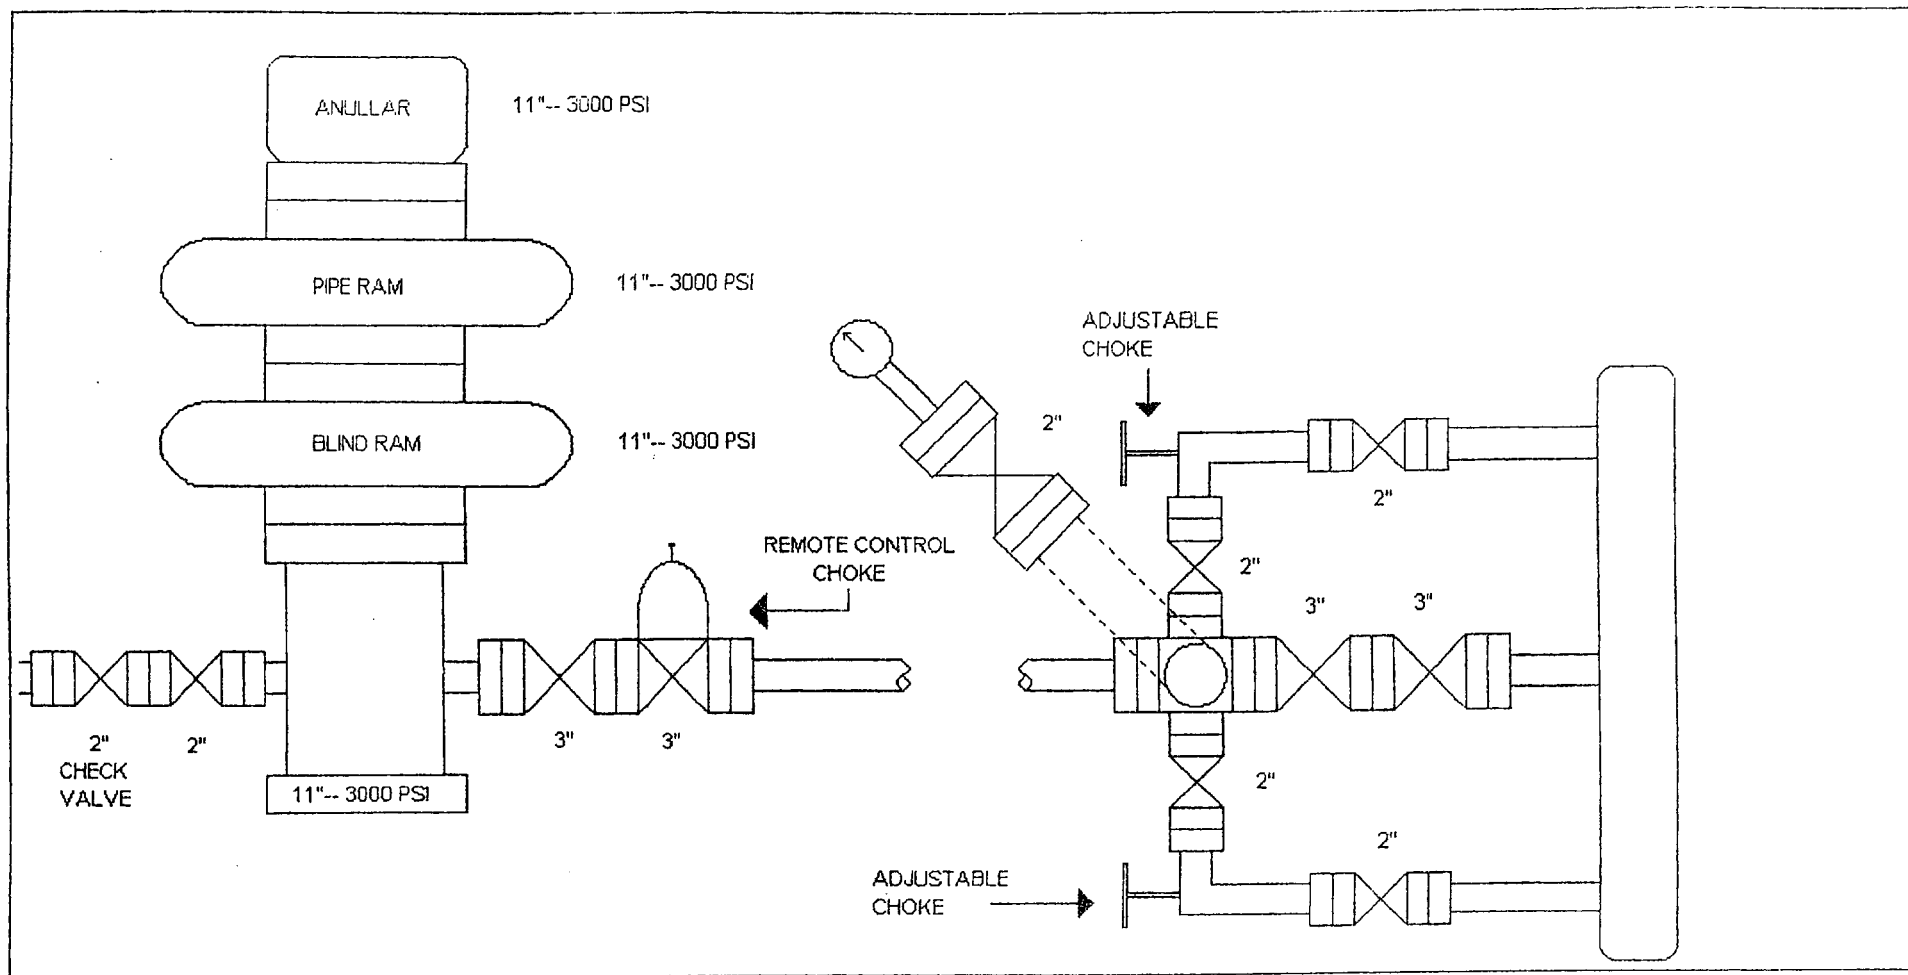 ANULLAR
11"-- 3000 PSI
PIPE RAM
11"-- 3000 PSI
BLIND RAM
11"-- 3000 PSI
REMOTE CONTROL
CHOKE
2"
CHECK
VALVE
2"
11"-- 3000 PSI
3"
3"
2"
ADJUSTABLE
CHOKE
2"
2"
3"
3"
2"
2"
ADJUSTABLE
CHOKE